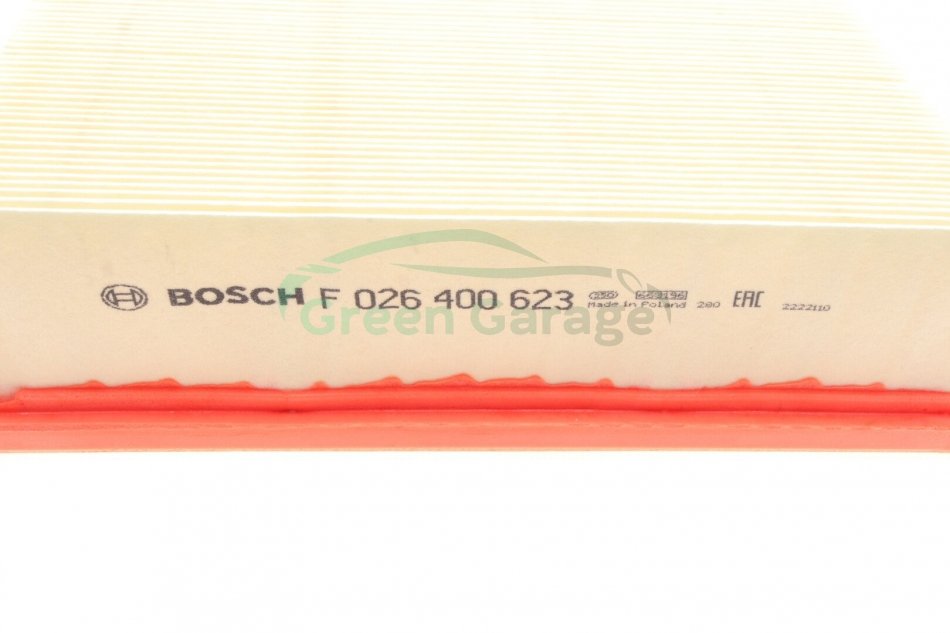 BOSCH F 026 400 623
Made in Poland 280 EAC 2222110
Green Garage